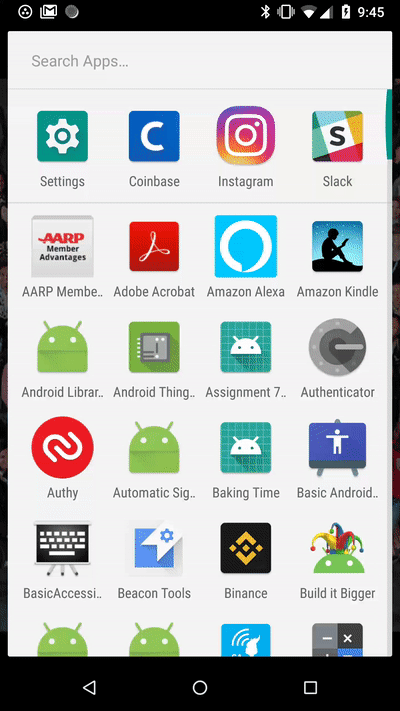 9:45
Search Apps…
Settings
Coinbase
Instagram
Slack
AARP
Member
Advantages
AARP Membe..
Adobe Acrobat
Amazon Alexa
Amazon Kindle
Android Librar..
Android Thing..
Assignment 7..
Authenticator
Authy
Automatic Sig..
Baking Time
Basic Android..
BasicAccessi..
Beacon Tools
Binance
Build it Bigger